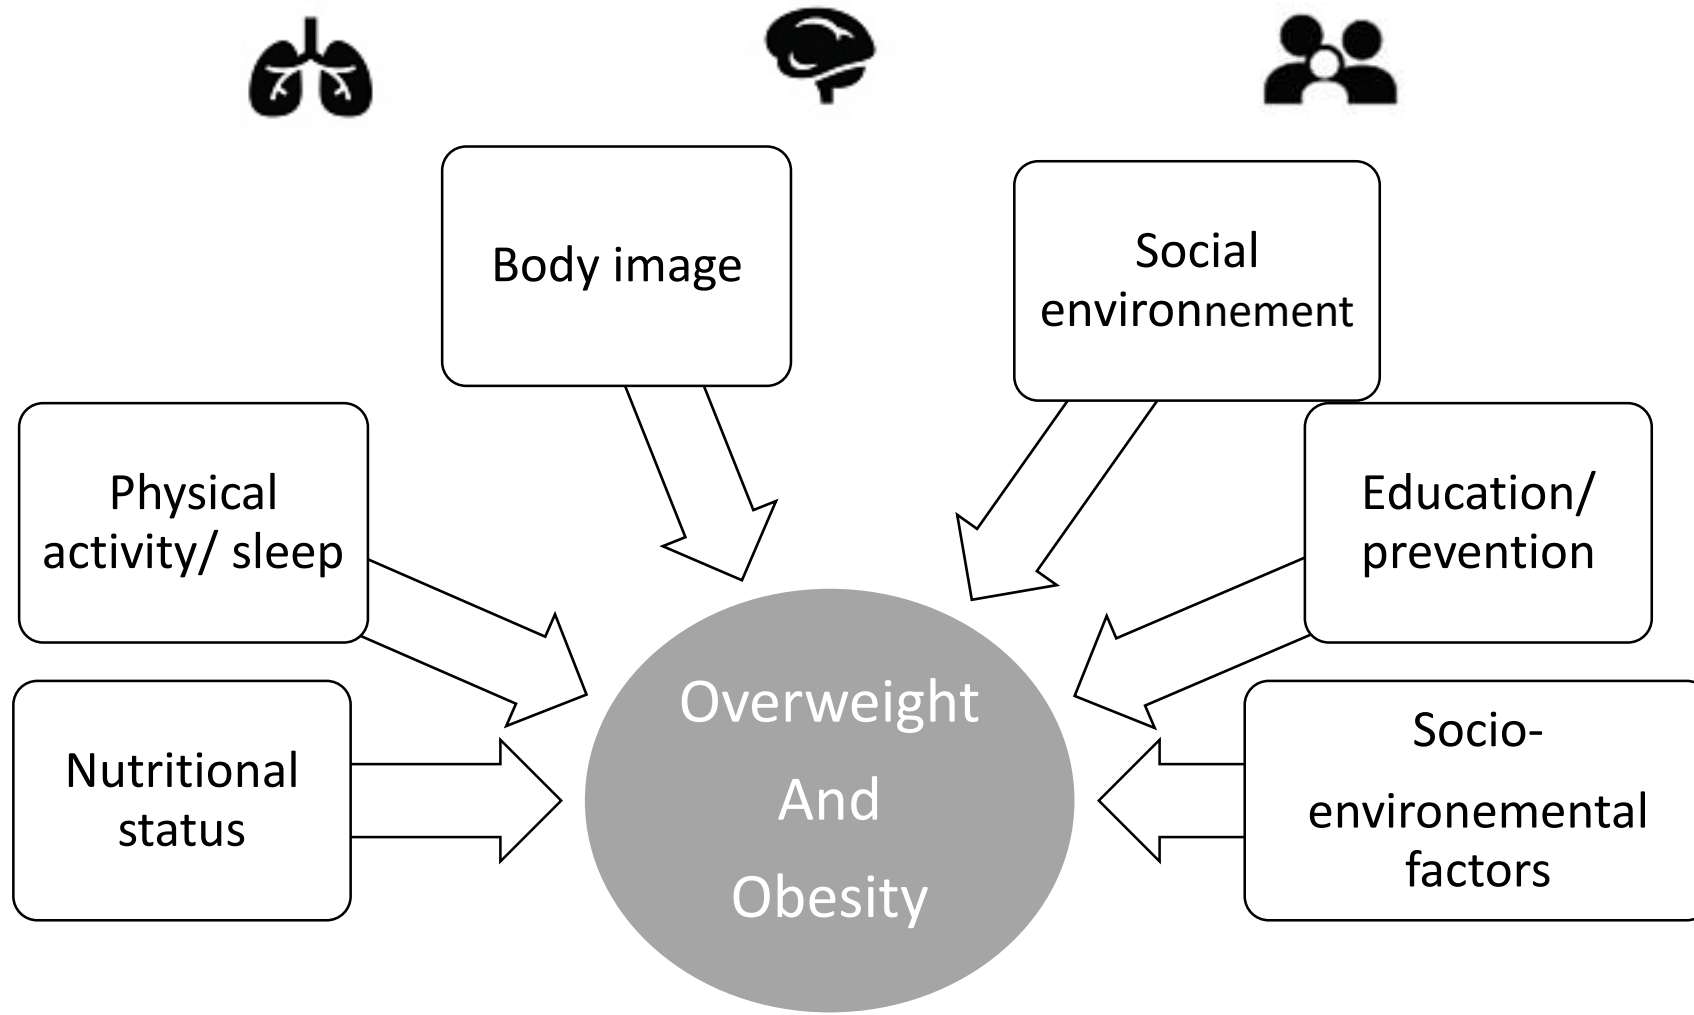 Body image
Social
environnement
Physical
activity/ sleep
Education/
prevention
Nutritional
status
Socio-
environemental
factors
Overweight
And
Obesity